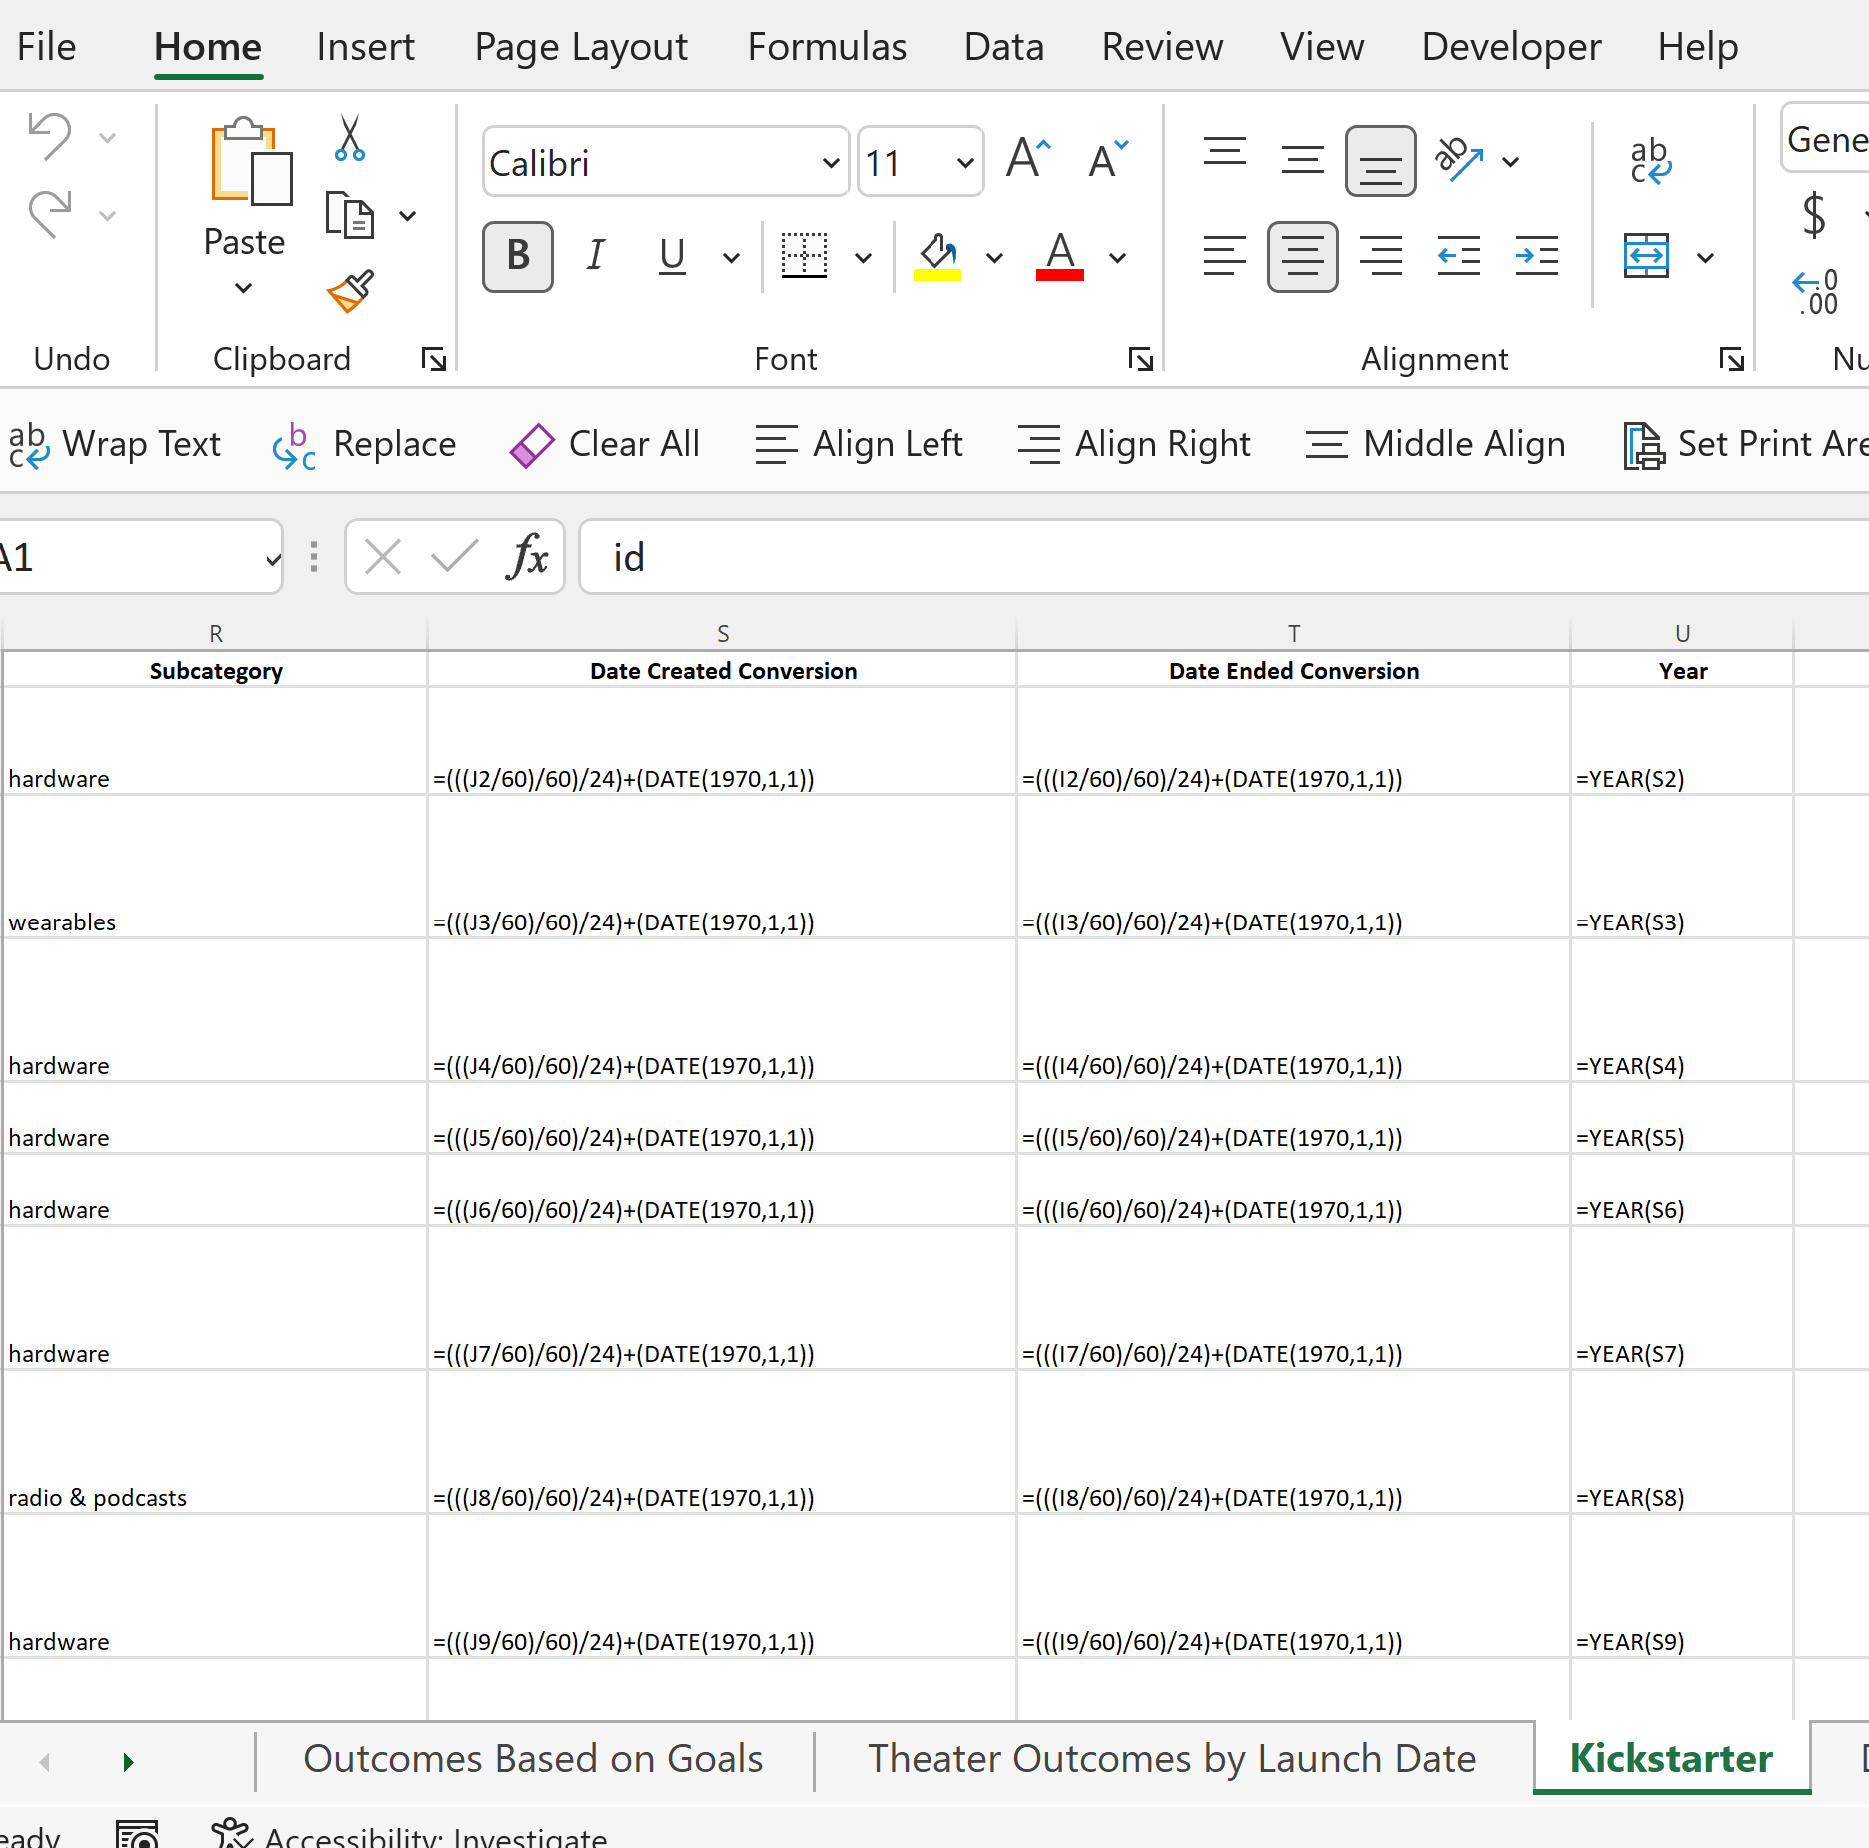 File Home Insert Page Layout Formulas Data Review View Developer Help
Calibri 11 ab Gene
ab c $
Paste B I U A .0 .00
Undo Clipboard Font Alignment Nu
Wrap Text Replace Clear All Align Left Align Right Middle Align Set Print Are
A1 fx id
R S T U
Subcategory Date Created Conversion Date Ended Conversion Year
hardware =(((J2/60)/60)/24)+(DATE(1970,1,1)) =(((I2/60)/60)/24)+(DATE(1970,1,1)) =YEAR(S2)
wearables =(((J3/60)/60)/24)+(DATE(1970,1,1)) =(((I3/60)/60)/24)+(DATE(1970,1,1)) =YEAR(S3)
hardware =(((J4/60)/60)/24)+(DATE(1970,1,1)) =(((I4/60)/60)/24)+(DATE(1970,1,1)) =YEAR(S4)
hardware =(((J5/60)/60)/24)+(DATE(1970,1,1)) =(((I5/60)/60)/24)+(DATE(1970,1,1)) =YEAR(S5)
hardware =(((J6/60)/60)/24)+(DATE(1970,1,1)) =(((I6/60)/60)/24)+(DATE(1970,1,1)) =YEAR(S6)
hardware =(((J7/60)/60)/24)+(DATE(1970,1,1)) =(((I7/60)/60)/24)+(DATE(1970,1,1)) =YEAR(S7)
radio & podcasts =(((J8/60)/60)/24)+(DATE(1970,1,1)) =(((I8/60)/60)/24)+(DATE(1970,1,1)) =YEAR(S8)
hardware =(((J9/60)/60)/24)+(DATE(1970,1,1)) =(((I9/60)/60)/24)+(DATE(1970,1,1)) =YEAR(S9)
Outcomes Based on Goals Theater Outcomes by Launch Date Kickstarter
eady Accessibility: Investigate